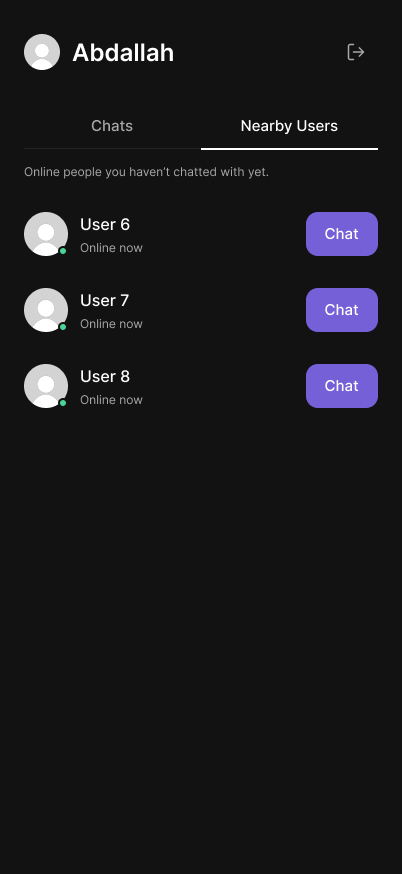 Abdallah
Chats
Nearby Users
Online people you haven’t chatted with yet.
User 6
Online now
Chat
User 7
Online now
Chat
User 8
Online now
Chat